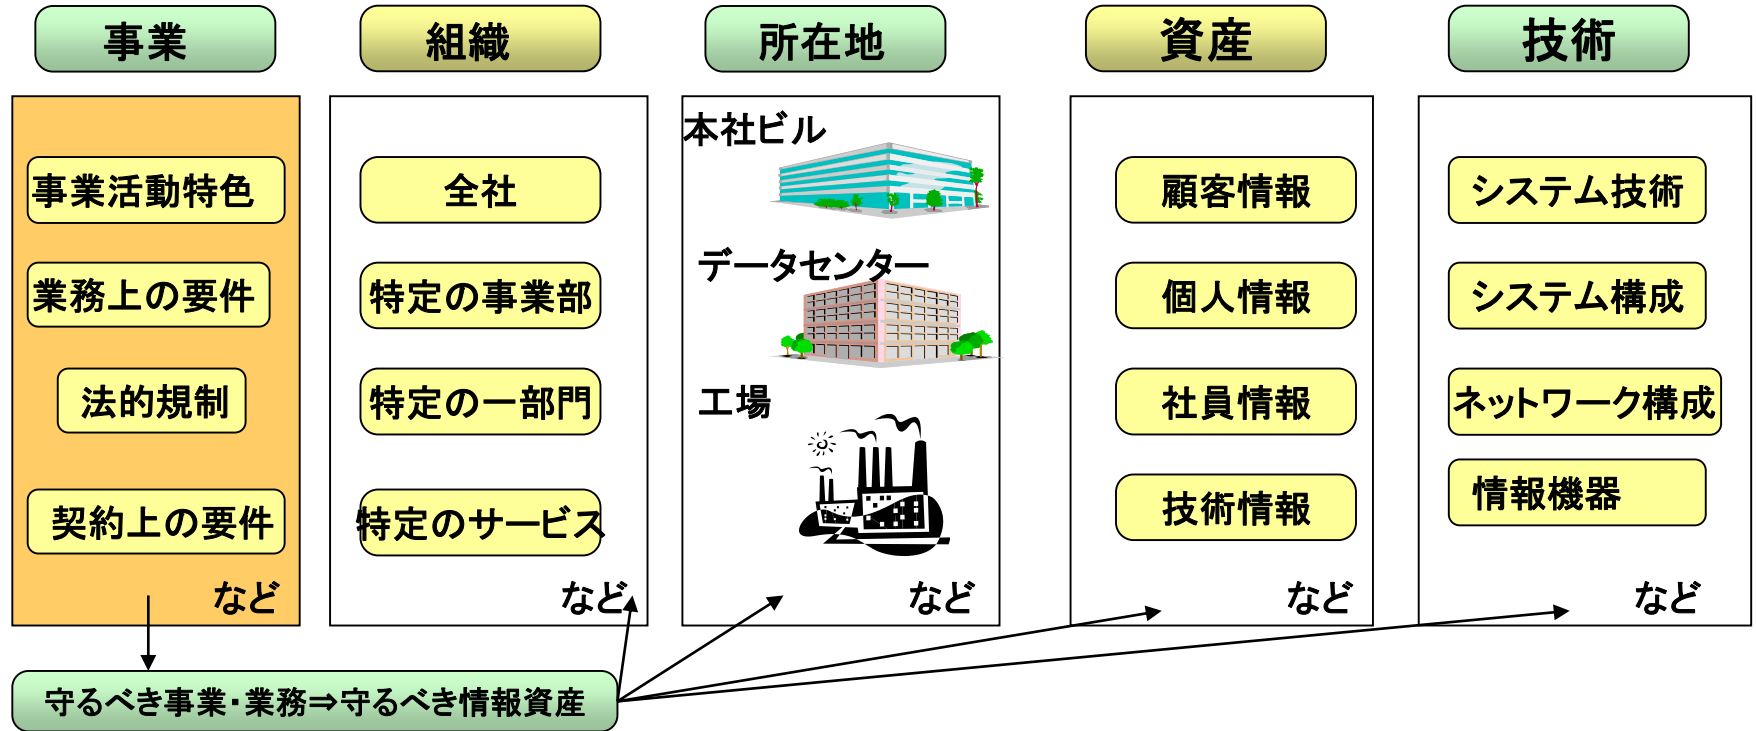 事業
組織
所在地
資産
技術
事業活動特色
業務上の要件
法的規制
契約上の要件
など
全社
特定の事業部
特定の一部門
特定のサービス
など
本社ビル
データセンター
工場
など
顧客情報
個人情報
社員情報
技術情報
など
システム技術
システム構成
ネットワーク構成
情報機器
など
守るべき事業・業務⇒守るべき情報資産